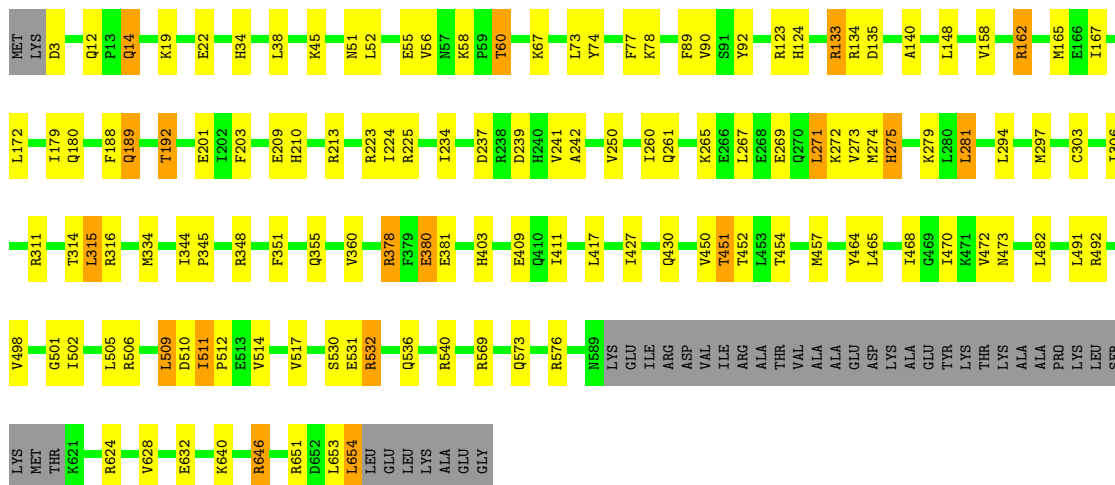 MET LYS D3 Q12 P13 Q14 K19 E22 H34 L38 K45 N51 L52 E55 V56 N57 K58 P59 T60 K67 L73 Y74 F77 K78 F89 V90 S91 Y92 R123 H124 R133 R134 D135 A140 L148 V158 R162 M165 E166 I167
L172 I179 Q180 F188 Q189 T192 E201 I202 F203 E209 H210 R213 R223 I224 R225 I234 D237 R238 D239 H240 V241 A242 V250 I260 Q261 K265 E266 L267 E268 E269 Q270 L271 K272 V273 M274 H275 K279 L280 L281 L294 M297 C303 I306
R311 T314 L315 R316 M334 I344 P345 R348 F351 Q355 V360 R378 F379 E380 E381 H403 E409 Q410 I411 L417 I427 Q430 V450 T451 T452 L453 T454 M457 Y464 L465 I468 G469 I470 K471 V472 N473 L482 L491 R492
V498 G501 I502 L505 R506 L509 D510 I511 P512 E513 V514 V517 S530 E531 R532 Q536 R540 R569 Q573 R576 N589 LYS GLU ILE ARG ASP VAL ILE ARG ALA THR VAL ALA ALA GLU ASP LYS ALA GLU TYR LYS THR LYS ALA ALA PRO LYS LEU SER
LYS MET THR K621 R624 V628 E632 K640 R646 R651 D652 L653 L654 LEU GLU LEU LYS ALA GLU GLY